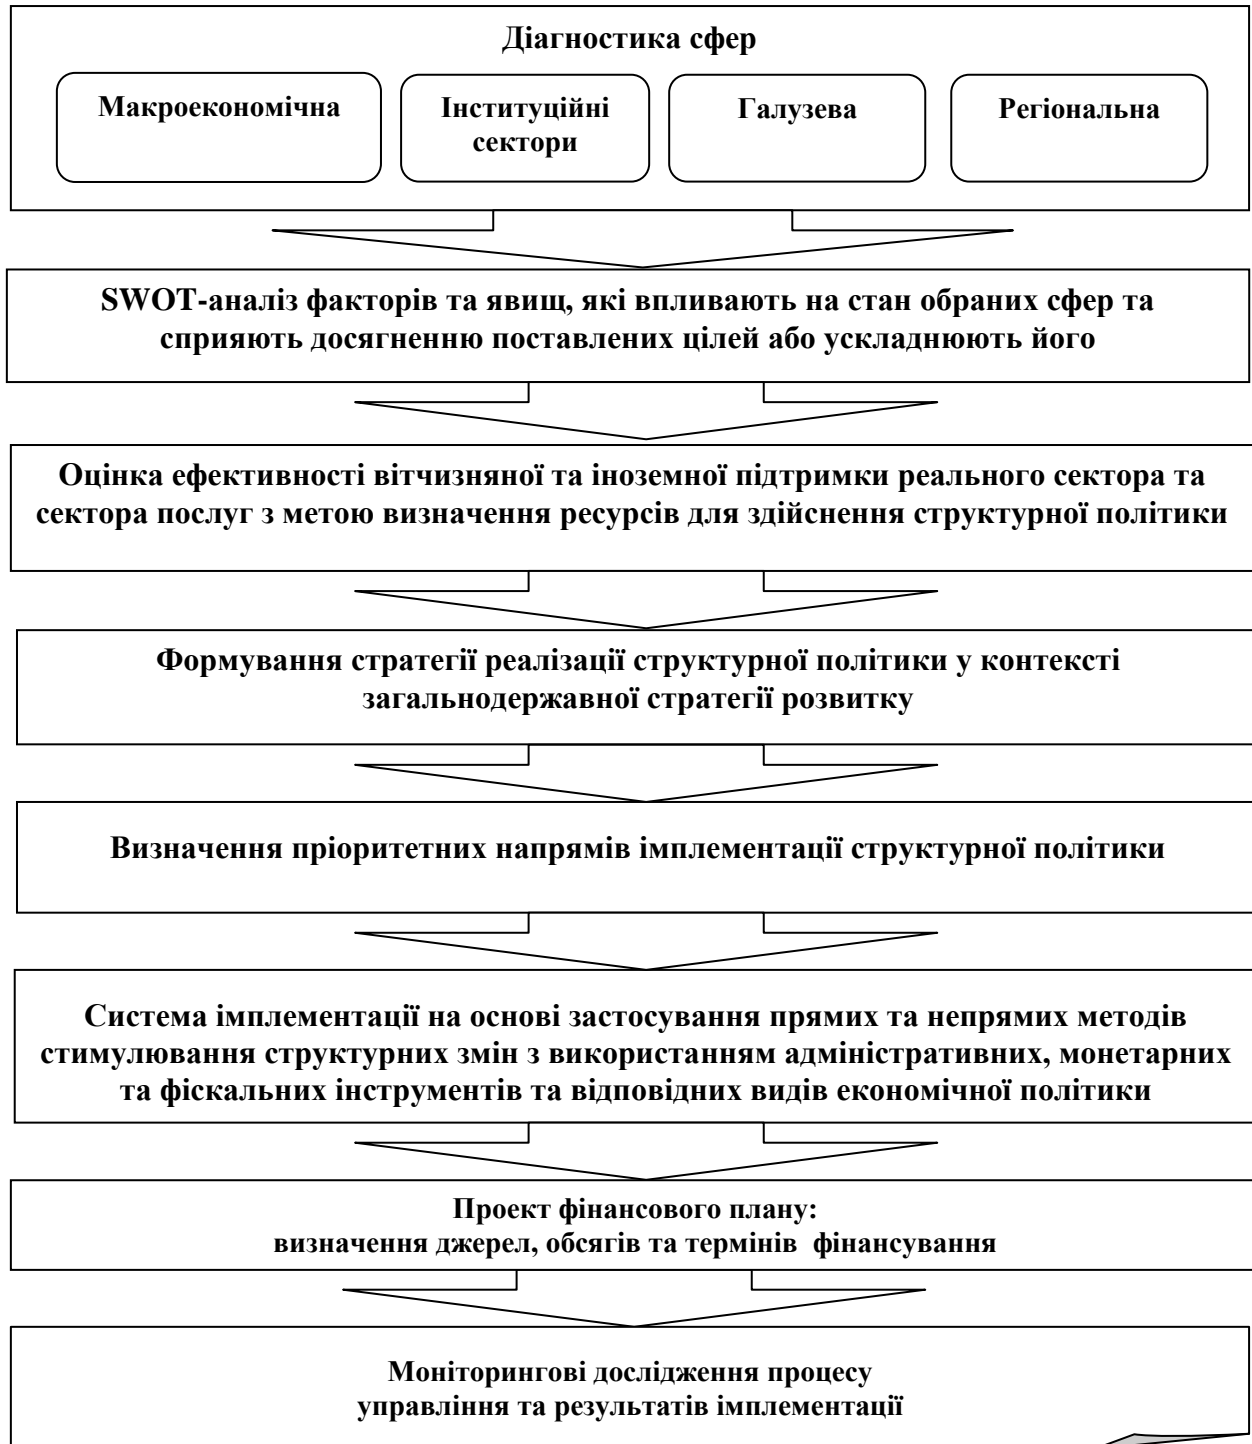 Діагностика сфер
Макроекономічна
Інституційні
сектори
Галузева
Регіональна
SWOT-аналіз факторів та явищ, які впливають на стан обраних сфер та
сприяють досягненню поставлених цілей або ускладнюють його
Оцінка ефективності вітчизняної та іноземної підтримки реального сектора та
сектора послуг з метою визначення ресурсів для здійснення структурної політики
Формування стратегії реалізації структурної політики у контексті
загальнодержавної стратегії розвитку
Визначення пріоритетних напрямів імплементації структурної політики
Система імплементації на основі застосування прямих та непрямих методів
стимулювання структурних змін з використанням адміністративних, монетарних
та фіскальних інструментів та відповідних видів економічної політики
Проект фінансового плану:
визначення джерел, обсягів та термінів фінансування
Моніторингові дослідження процесу
управління та результатів імплементації